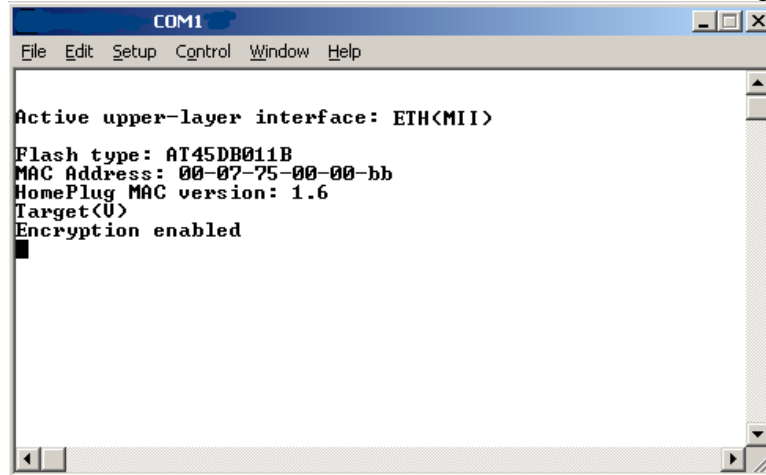 COM1
File Edit Setup Control Window Help
Active upper-layer interface: ETH(MII)
Flash type: AT45DB011B
MAC Address: 00-07-75-00-00-bb
HomePlug MAC version: 1.6
Target(U)
Encryption enabled